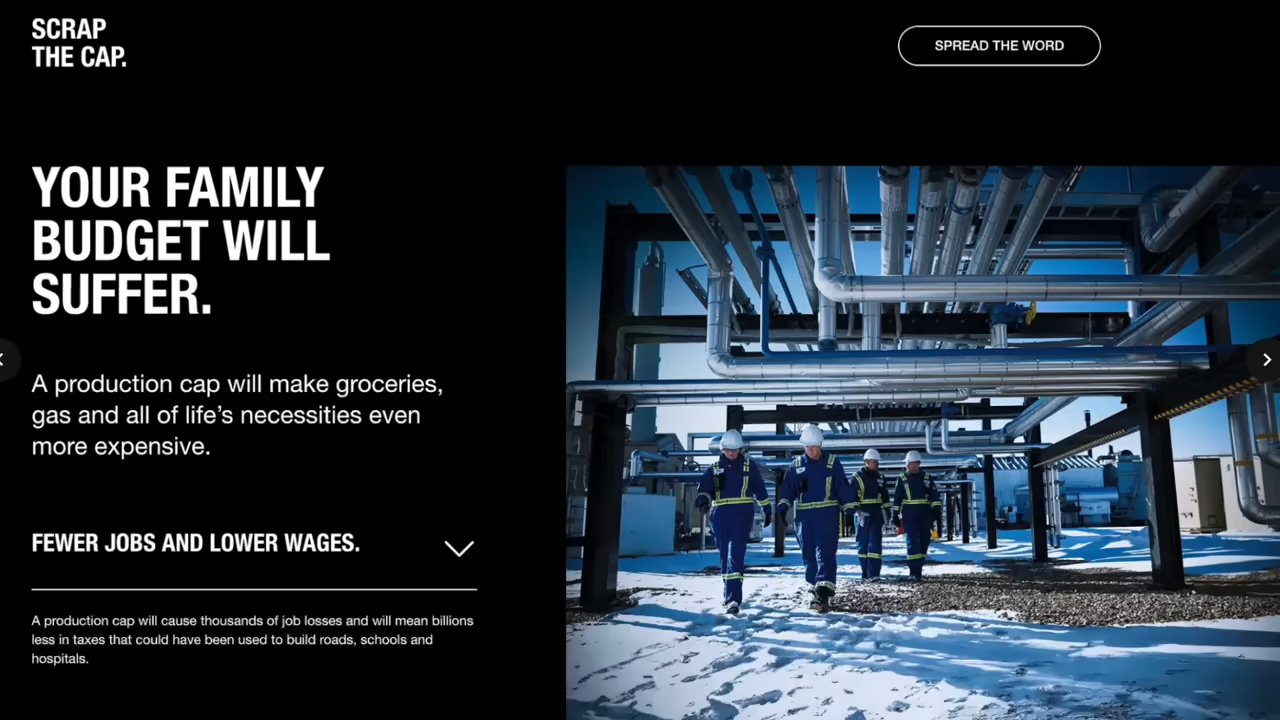 SCRAP
THE CAP.
SPREAD THE WORD
YOUR FAMILY
BUDGET WILL
SUFFER.
A production cap will make groceries,
gas and all of life’s necessities even
more expensive.
FEWER JOBS AND LOWER WAGES.
A production cap will cause thousands of job losses and will mean billions
less in taxes that could have been used to build roads, schools and
hospitals.